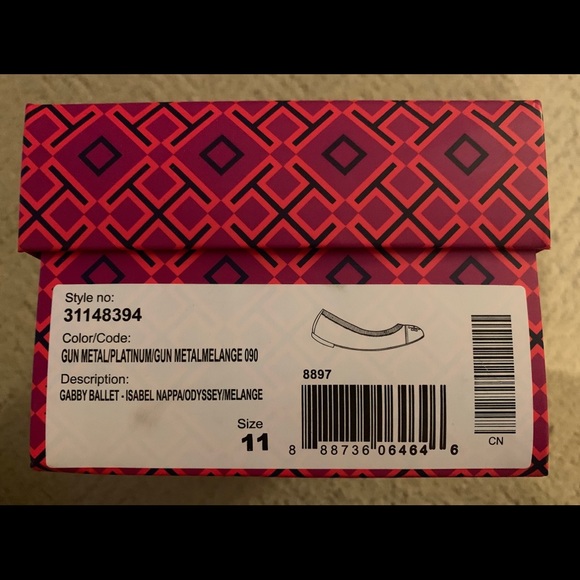 Style no:
31148394
Color/Code:
GUN METAL/PLATINUM/GUN METALMELANGE 090
Description:
GABBY BALLET - ISABEL NAPPA/ODYSSEY/MELANGE
Size
11
8897
8 88736 06464 6
CN